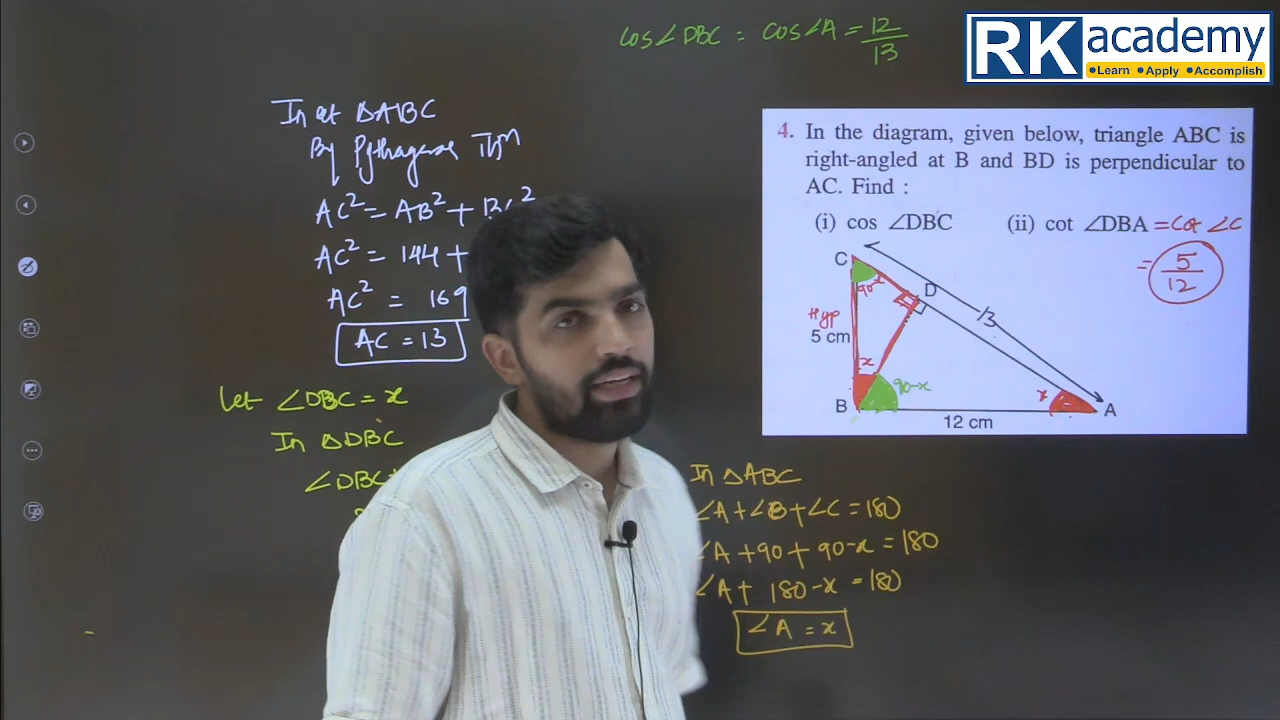 cos∠DBC = cos∠A = 12/13
RK academy
•Learn •Apply •Accomplish
In rt ΔABC
By Pythagoras Thm
AC² = AB² + BC²
AC² = 144 +
AC² = 169
AC = 13
Let ∠DBC = x
In ΔDBC
∠DBC+
4. In the diagram, given below, triangle ABC is
right-angled at B and BD is perpendicular to
AC. Find :
(i) cos ∠DBC (ii) cot ∠DBA = cot ∠C
= 5/12
C
90-x
D
13
Hyp
5 cm
x
90-x
x
B
A
12 cm
In ΔABC
∠A + ∠B + ∠C = 180
∠A + 90 + 90-x = 180
∠A + 180-x = 180
∠A = x